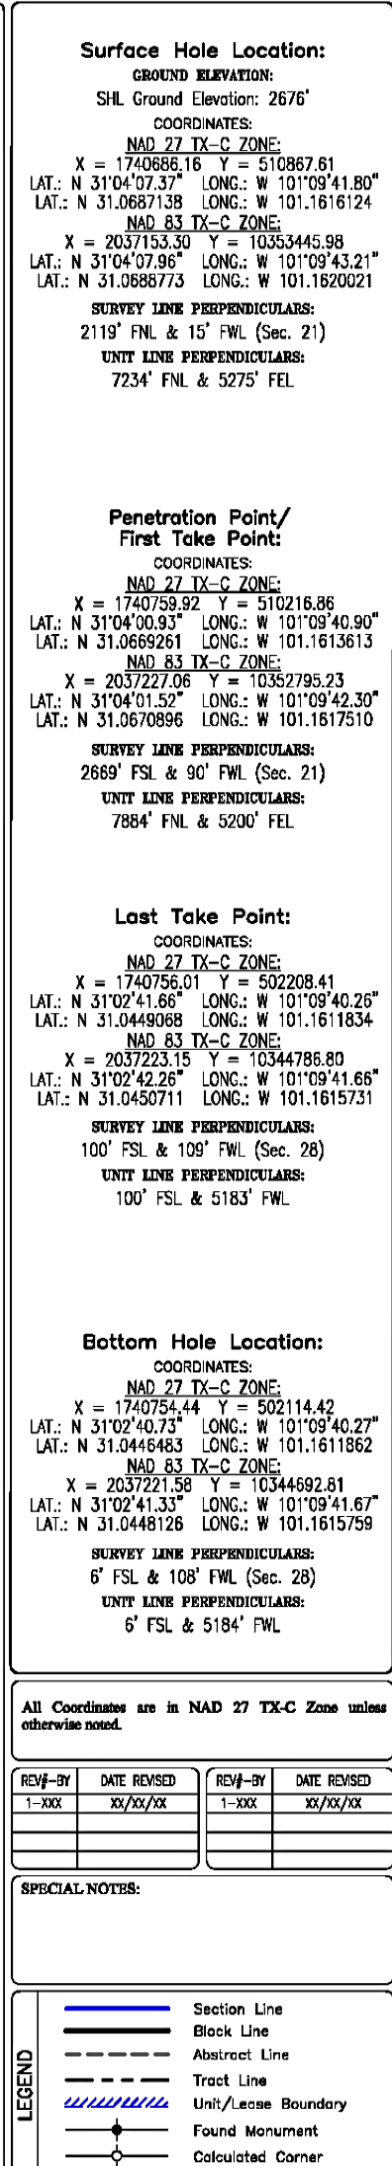 Surface Hole Location:
GROUND ELEVATION:
SHL Ground Elevation: 2676'
COORDINATES:
NAD 27 TX-C ZONE:
X = 1740686.16 Y = 510867.61
LAT.: N 31°04'07.37" LONG.: W 101°09'41.80"
LAT.: N 31.0687138 LONG.: W 101.1616124
NAD 83 TX-C ZONE:
X = 2037153.30 Y = 10353445.98
LAT.: N 31°04'07.96" LONG.: W 101°09'43.21"
LAT.: N 31.0688773 LONG.: W 101.1620021
SURVEY LINE PERPENDICULARS:
2119' FNL & 15' FWL (Sec. 21)
UNIT LINE PERPENDICULARS:
7234' FNL & 5275' FEL
Penetration Point/
First Take Point:
COORDINATES:
NAD 27 TX-C ZONE:
X = 1740759.92 Y = 510216.86
LAT.: N 31°04'00.93" LONG.: W 101°09'40.90"
LAT.: N 31.0669261 LONG.: W 101.1613613
NAD 83 TX-C ZONE:
X = 2037227.06 Y = 10352795.23
LAT.: N 31°04'01.52" LONG.: W 101°09'42.30"
LAT.: N 31.0670896 LONG.: W 101.1617510
SURVEY LINE PERPENDICULARS:
2669' FSL & 90' FWL (Sec. 21)
UNIT LINE PERPENDICULARS:
7884' FNL & 5200' FEL
Last Take Point:
COORDINATES:
NAD 27 TX-C ZONE:
X = 1740756.01 Y = 502208.41
LAT.: N 31°02'41.66" LONG.: W 101°09'40.26"
LAT.: N 31.0449068 LONG.: W 101.1611834
NAD 83 TX-C ZONE:
X = 2037223.15 Y = 10344786.80
LAT.: N 31°02'42.26" LONG.: W 101°09'41.66"
LAT.: N 31.0450711 LONG.: W 101.1615731
SURVEY LINE PERPENDICULARS:
100' FSL & 109' FWL (Sec. 28)
UNIT LINE PERPENDICULARS:
100' FSL & 5183' FWL
Bottom Hole Location:
COORDINATES:
NAD 27 TX-C ZONE:
X = 1740754.44 Y = 502114.42
LAT.: N 31°02'40.73" LONG.: W 101°09'40.27"
LAT.: N 31.0446483 LONG.: W 101.1611862
NAD 83 TX-C ZONE:
X = 2037221.58 Y = 10344692.81
LAT.: N 31°02'41.33" LONG.: W 101°09'41.67"
LAT.: N 31.0448126 LONG.: W 101.1615759
SURVEY LINE PERPENDICULARS:
6' FSL & 108' FWL (Sec. 28)
UNIT LINE PERPENDICULARS:
6' FSL & 5184' FWL
All Coordinates are in NAD 27 TX-C Zone unless
otherwise noted.
REV#-BY DATE REVISED REV#-BY DATE REVISED
1-XXX XX/XX/XX 1-XXX XX/XX/XX
SPECIAL NOTES:
LEGEND
Section Line
Block Line
Abstract Line
Tract Line
Unit/Lease Boundary
Found Monument
Calculated Corner